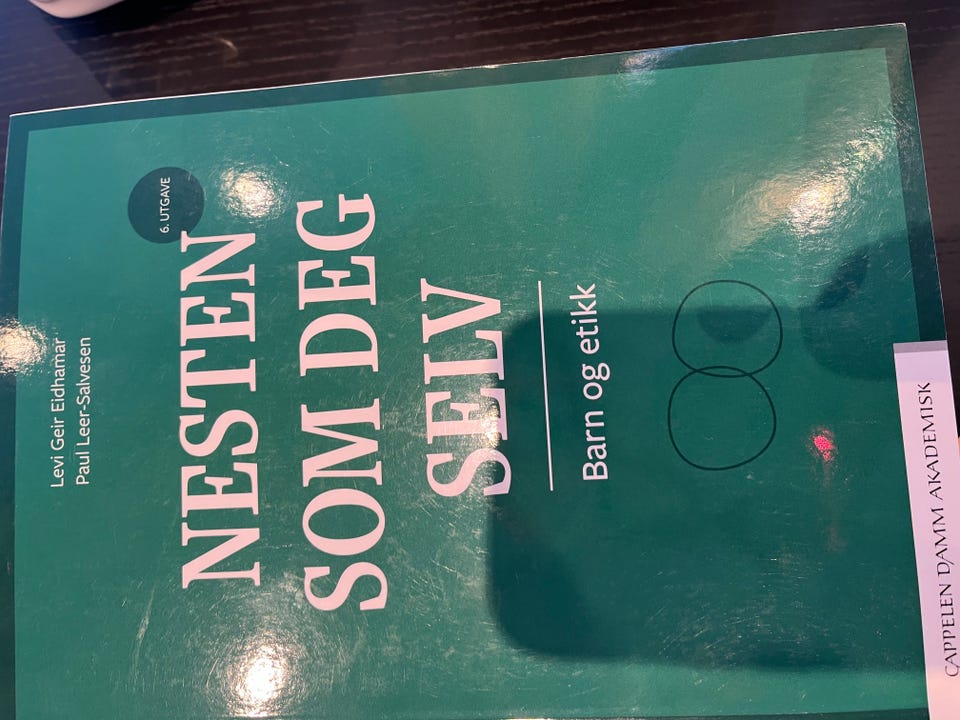 Levi Geir Eidhamar
Paul Leer-Salvesen
6. UTGAVE
NESTEN
SOM DEG
SELV
Barn og etikk
CAPPELEN DAMM AKADEMISK